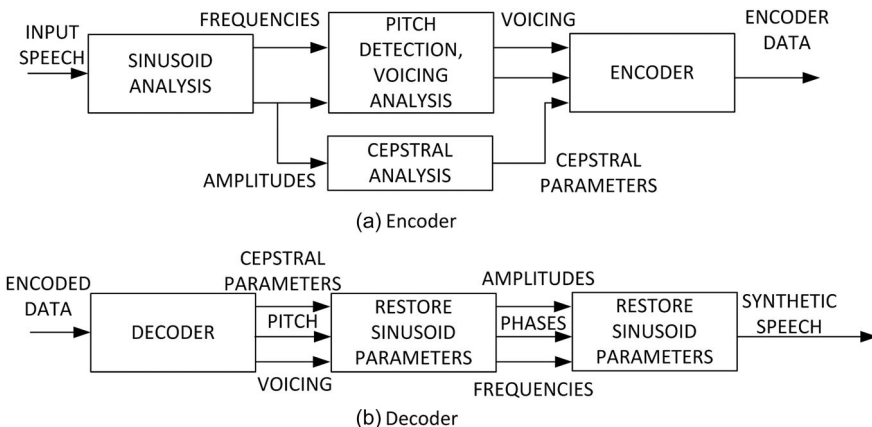 FREQUENCIES
PITCH
DETECTION,
VOICING
ANALYSIS
VOICING
ENCODER
DATA
INPUT
SPEECH
SINUSOID
ANALYSIS
ENCODER
AMPLITUDES
CEPSTRAL
ANALYSIS
CEPSTRAL
PARAMETERS
(a) Encoder
ENCODED
DATA
DECODER
CEPSTRAL
PARAMETERS
PITCH
VOICING
RESTORE
SINUSOID
PARAMETERS
AMPLITUDES
PHASES
FREQUENCIES
RESTORE
SINUSOID
PARAMETERS
SYNTHETIC
SPEECH
(b) Decoder